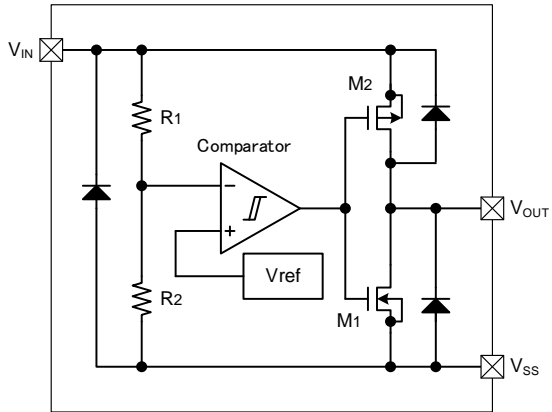 VIN
M2
R1
Comparator
−
+
VOUT
Vref
R2
M1
VSS